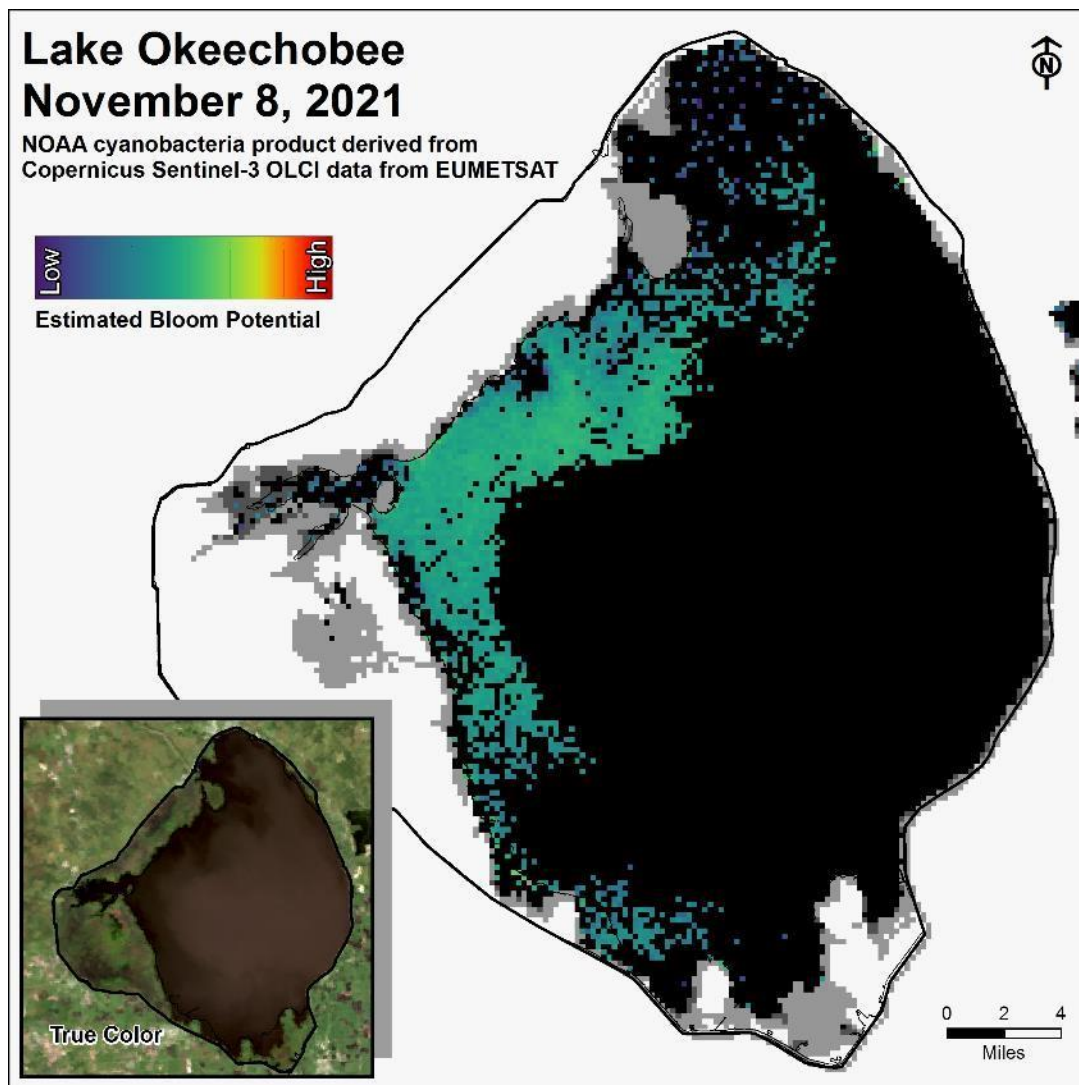 Lake Okeechobee
November 8, 2021
NOAA cyanobacteria product derived from
Copernicus Sentinel-3 OLCI data from EUMETSAT
Low
High
Estimated Bloom Potential
N
True Color
0 2 4
Miles